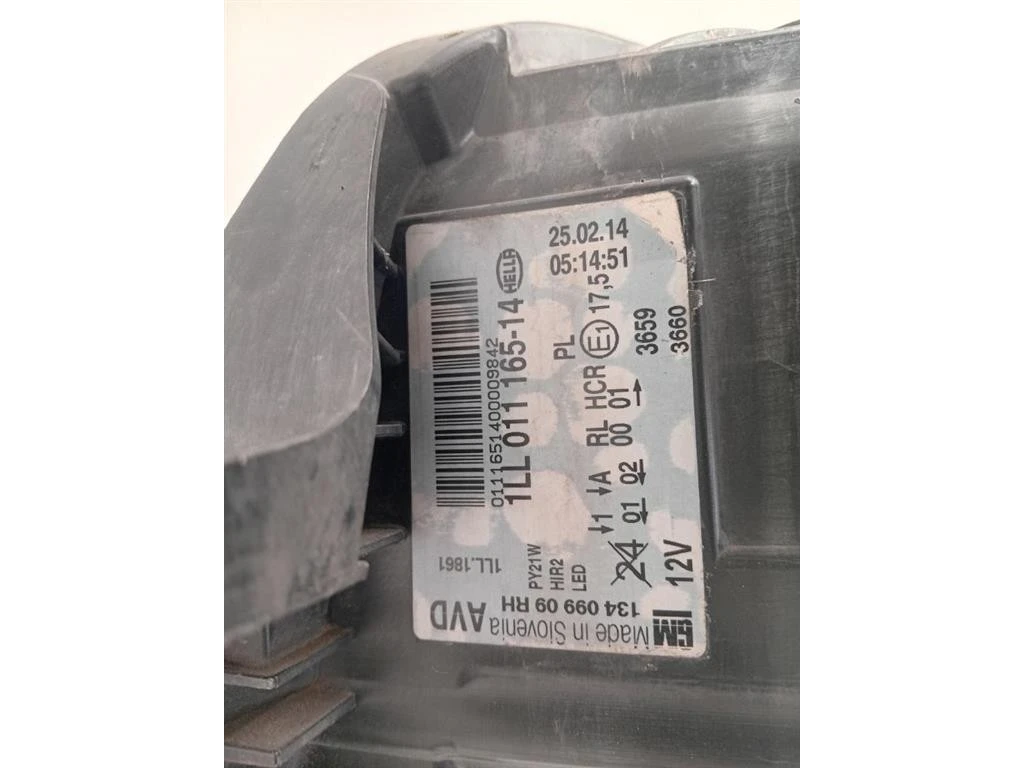 01116514000009842
1LL 011 165-14 HELLA
25.02.14
05:14:51
1LL.1861
PY21W
HIR2
LED
PL
1 A RL HCR E1 17,5
24 01 02 00 01
3659
12V
3660
AVD
Made in Slovenia
134 099 09 RH
GM